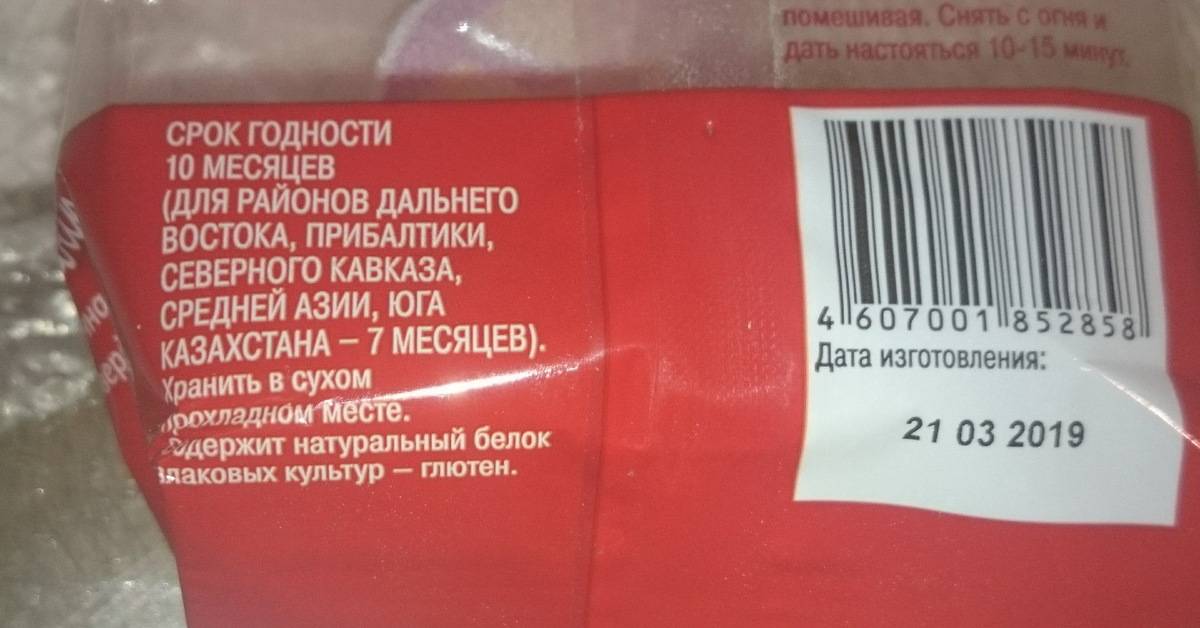 помешивая. Снять с огня и
дать настояться 10-15 минут.
СРОК ГОДНОСТИ
10 МЕСЯЦЕВ
(ДЛЯ РАЙОНОВ ДАЛЬНЕГО
ВОСТОКА, ПРИБАЛТИКИ,
СЕВЕРНОГО КАВКАЗА,
СРЕДНЕЙ АЗИИ, ЮГА
КАЗАХСТАНА – 7 МЕСЯЦЕВ).
Хранить в сухом
прохладном месте.
Содержит натуральный белок
злаковых культур – глютен.
4 607001 852858
Дата изготовления:
21 03 2019